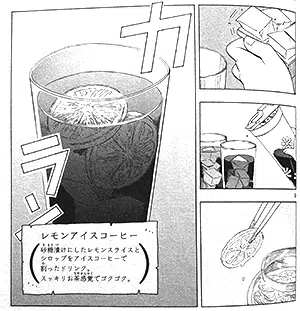 カ
ラ
ン
レモンアイスコーヒー
砂糖漬けにしたレモンスライスと
シロップをアイスコーヒーで
割ったドリンク。
スッキリお茶感覚でゴクゴク。